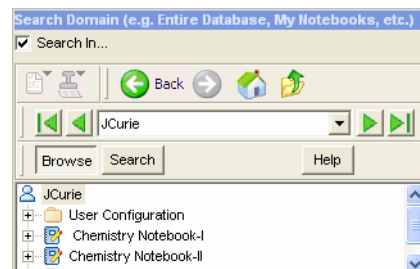 Search Domain (e.g. Entire Database, My Notebooks, etc.)
Search In...
Back
JCurie
Browse Search Help
JCurie
User Configuration
Chemistry Notebook-I
Chemistry Notebook-II